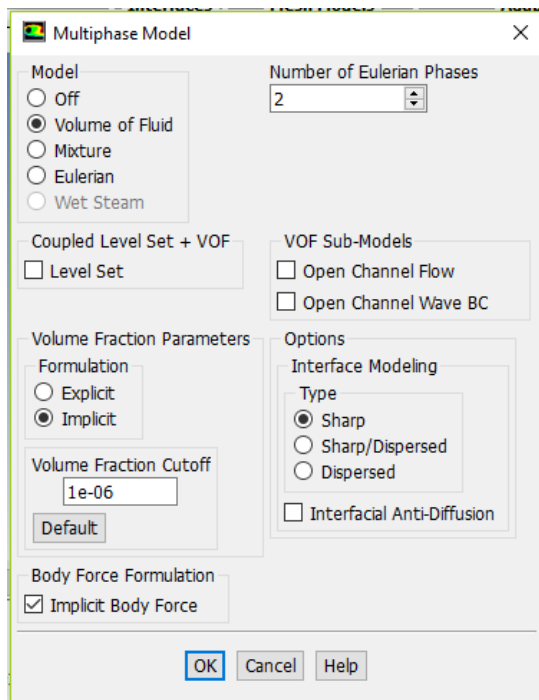 Multiphase Model
Model
Off
Volume of Fluid
Mixture
Eulerian
Wet Steam
Number of Eulerian Phases
2
Coupled Level Set + VOF
Level Set
VOF Sub-Models
Open Channel Flow
Open Channel Wave BC
Volume Fraction Parameters
Formulation
Explicit
Implicit
Volume Fraction Cutoff
1e-06
Default
Options
Interface Modeling
Type
Sharp
Sharp/Dispersed
Dispersed
Interfacial Anti-Diffusion
Body Force Formulation
Implicit Body Force
OK Cancel Help